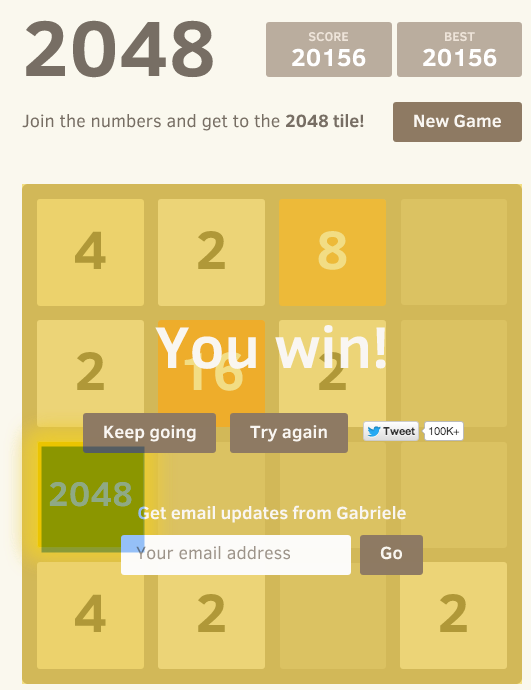 2048
SCORE
20156
BEST
20156
Join the numbers and get to the 2048 tile!
New Game
4 2 8
You win!
2 16 2
Keep going Try again Tweet 100K+
2048
Get email updates from Gabriele
Your email address Go
4 2 2